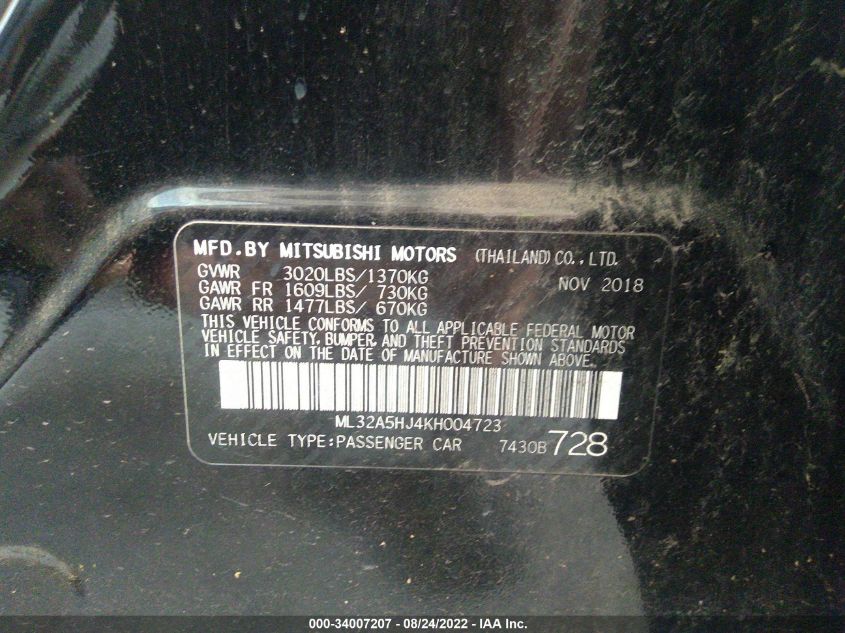 MFD. BY MITSUBISHI MOTORS (THAILAND) CO., LTD.
GVWR 3020LBS/1370KG NOV 2018
GAWR FR 1609LBS/ 730KG
GAWR RR 1477LBS/ 670KG
THIS VEHICLE CONFORMS TO ALL APPLICABLE FEDERAL MOTOR
VEHICLE SAFETY, BUMPER, AND THEFT PREVENTION STANDARDS
IN EFFECT ON THE DATE OF MANUFACTURE SHOWN ABOVE.
ML32A5HJ4KH004723
VEHICLE TYPE:PASSENGER CAR 7430B 728
000-34007207 - 08/24/2022 - IAA Inc.